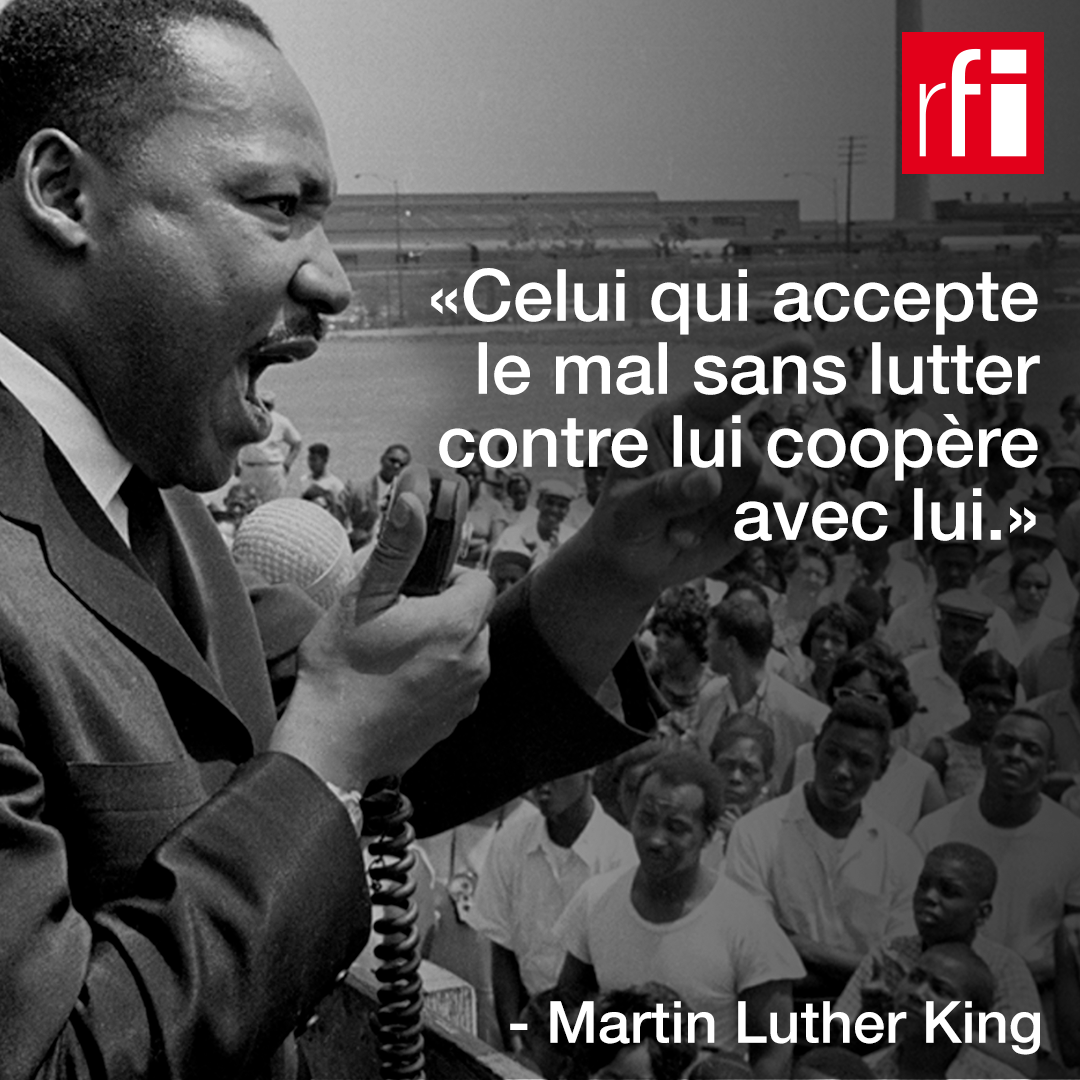 rfi
«Celui qui accepte
le mal sans lutter
contre lui coopère
avec lui.»
- Martin Luther King